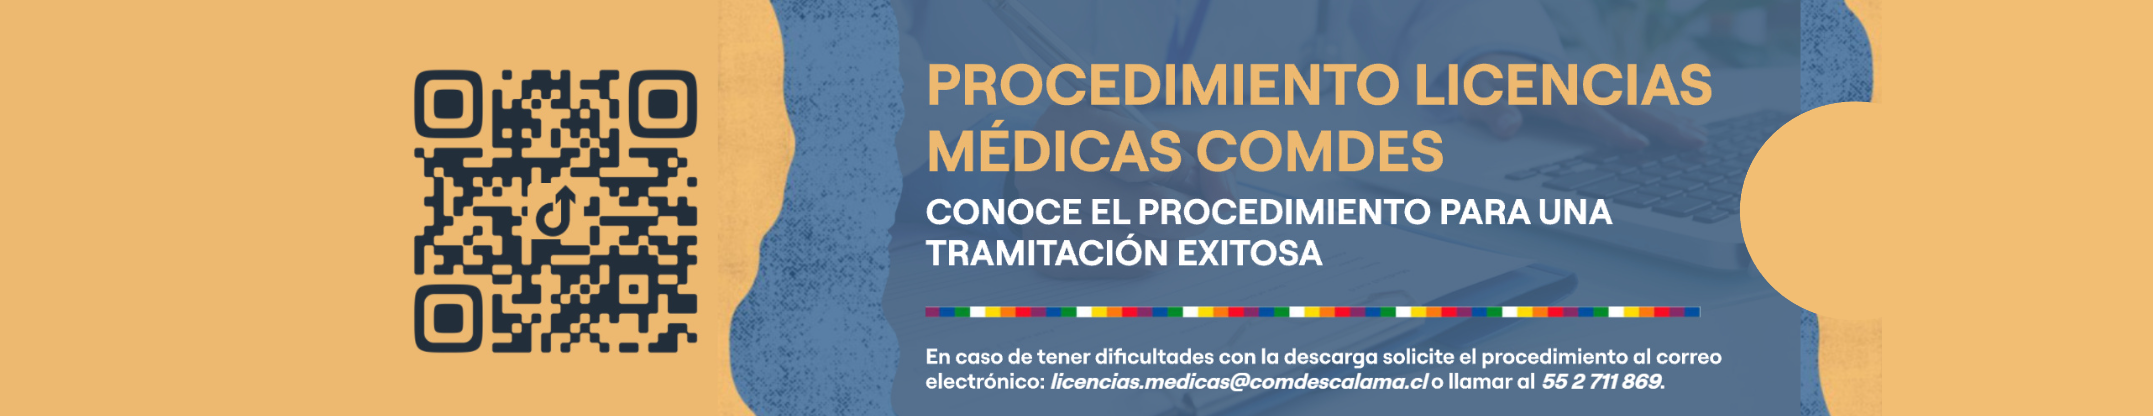 PROCEDIMIENTO LICENCIAS
MÉDICAS COMDES
CONOCE EL PROCEDIMIENTO PARA UNA
TRAMITACIÓN EXITOSA
En caso de tener dificultades con la descarga solicite el procedimiento al correo
electrónico: licencias.medicas@comdescalama.cl o llamar al 55 2 711 869.